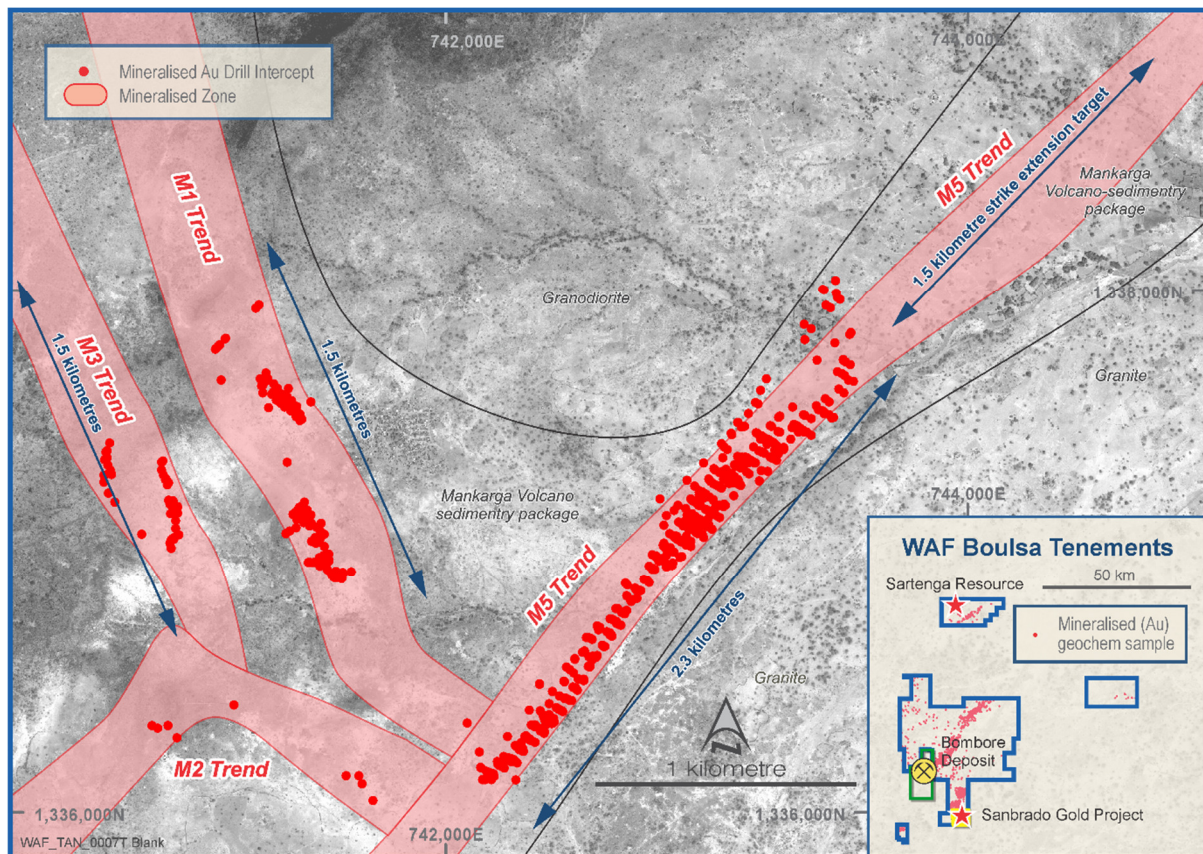 742,000E
744,000E
Mineralised Au Drill Intercept
Mineralised Zone
M1 Trend
M5 Trend
1.5 kilometre strike extension target
Mankarga
Volcano-sedimentry
package
Granodiorite
1,338,000N
M3 Trend
1.5 kilometres
1.5 kilometres
Granite
Mankarga Volcano
sedimentry package
744,000E
M5 Trend
2.3 kilometres
Granite
M2 Trend
N
1 kilometre
1,336,000N
742,000E
1,336,000N
WAF_TAN_0007T Blank
WAF Boulsa Tenements
Sartenga Resource
50 km
Mineralised (Au)
geochem sample
Bombore
Deposit
Sanbrado Gold Project